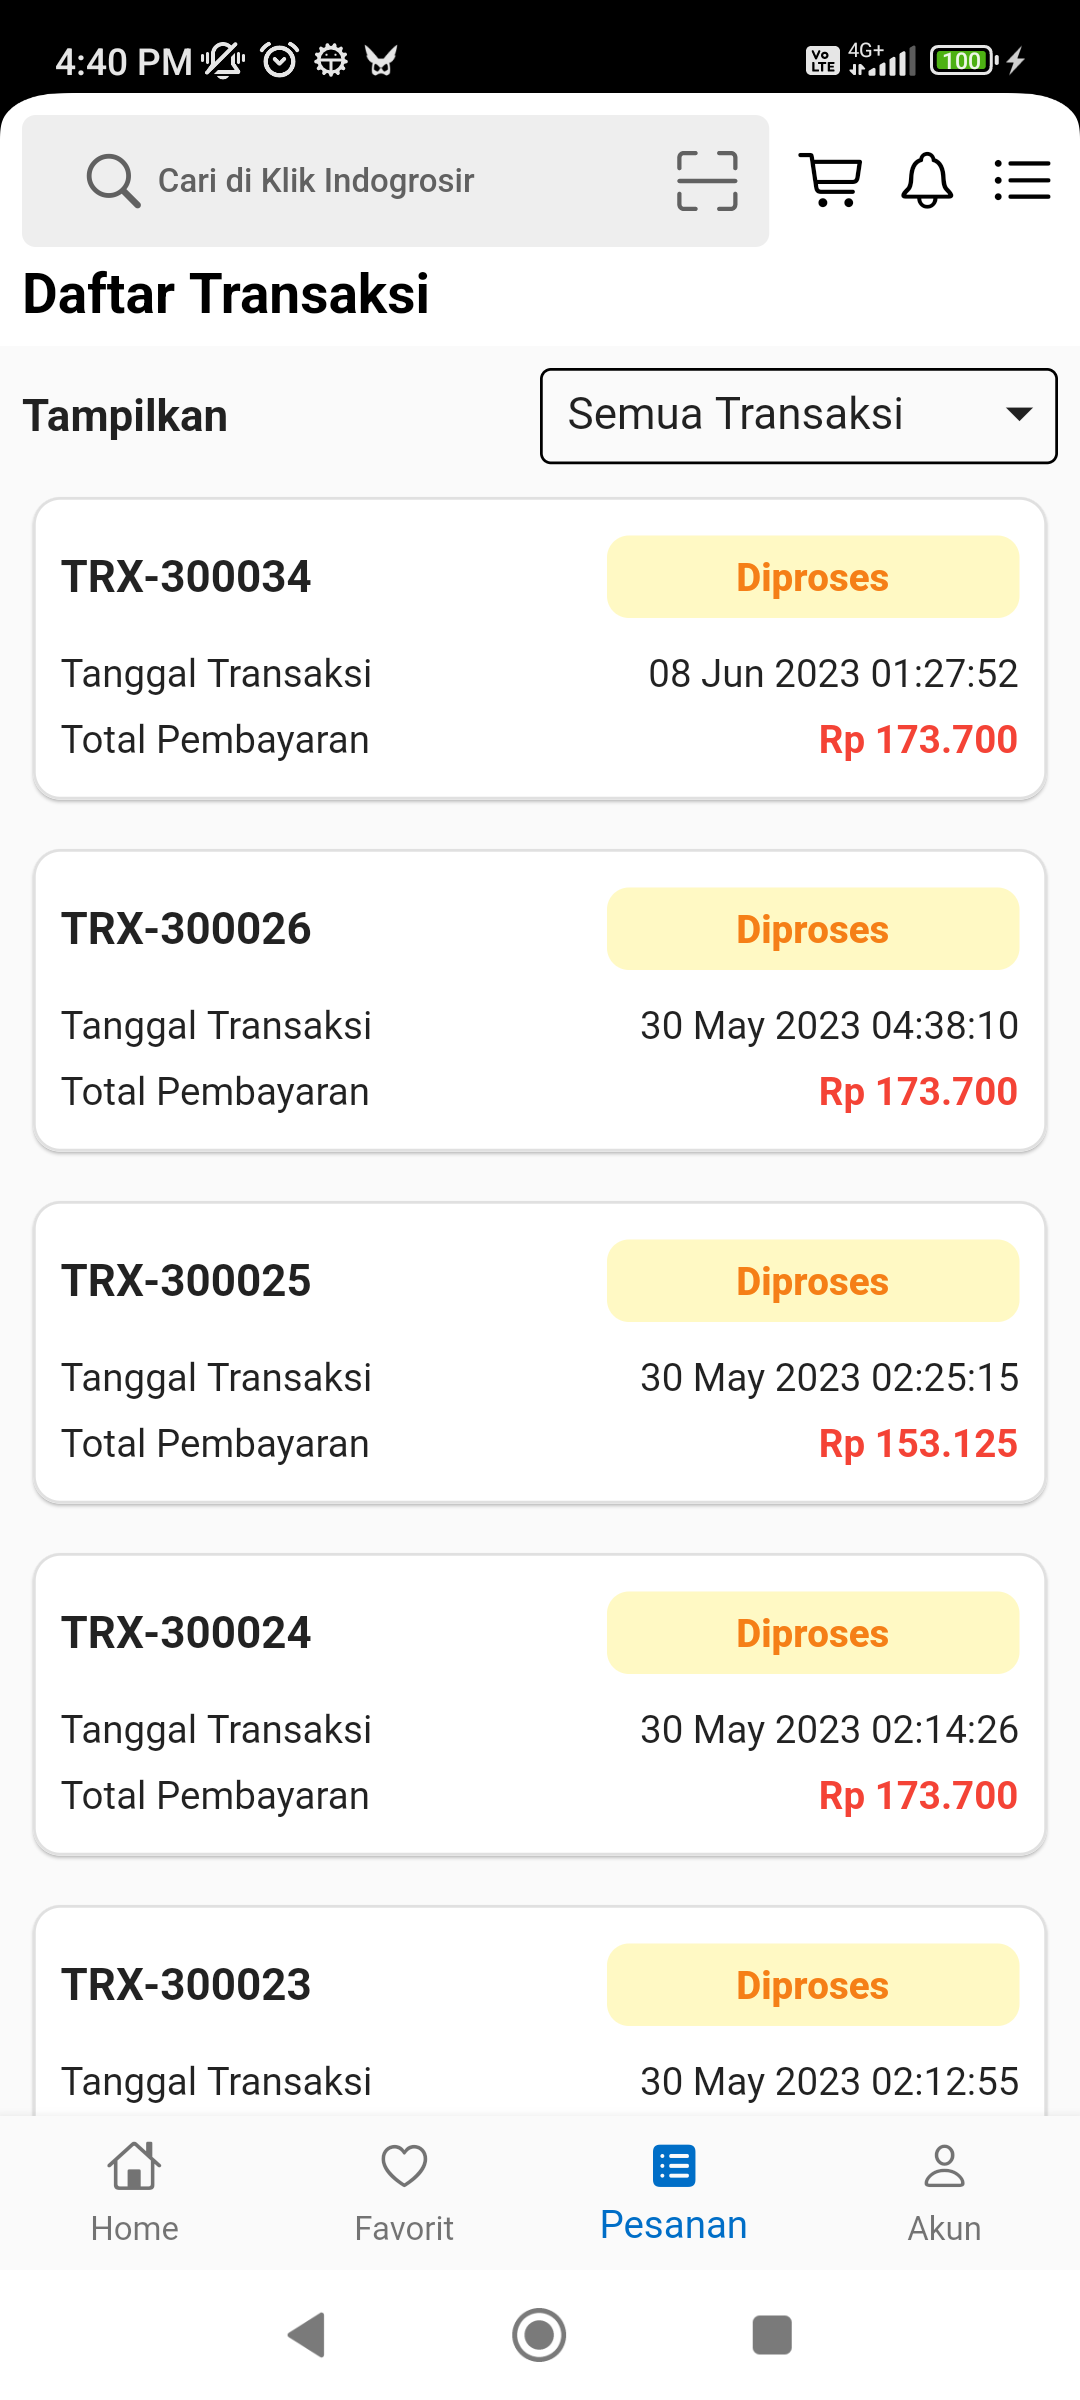 4:40 PM
Vo LTE 4G+ 100
Cari di Klik Indogrosir
Daftar Transaksi
Tampilkan
Semua Transaksi
TRX-300034
Diproses
Tanggal Transaksi
08 Jun 2023 01:27:52
Total Pembayaran
Rp 173.700
TRX-300026
Diproses
Tanggal Transaksi
30 May 2023 04:38:10
Total Pembayaran
Rp 173.700
TRX-300025
Diproses
Tanggal Transaksi
30 May 2023 02:25:15
Total Pembayaran
Rp 153.125
TRX-300024
Diproses
Tanggal Transaksi
30 May 2023 02:14:26
Total Pembayaran
Rp 173.700
TRX-300023
Diproses
Tanggal Transaksi
30 May 2023 02:12:55
Home
Favorit
Pesanan
Akun